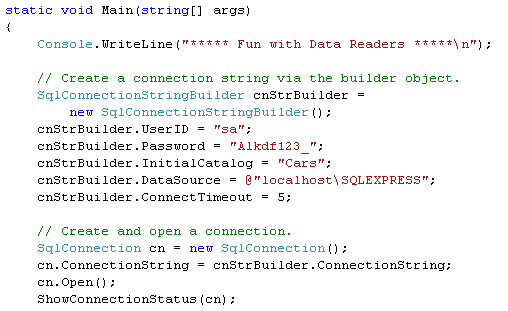 static void Main(string[] args)
{
    Console.WriteLine("***** Fun with Data Readers *****\n");

    // Create a connection string via the builder object.
    SqlConnectionStringBuilder cnStrBuilder =
        new SqlConnectionStringBuilder();
    cnStrBuilder.UserID = "sa";
    cnStrBuilder.Password = "Alkdf123_";
    cnStrBuilder.InitialCatalog = "Cars";
    cnStrBuilder.DataSource = @"localhost\SQLEXPRESS";
    cnStrBuilder.ConnectTimeout = 5;

    // Create and open a connection.
    SqlConnection cn = new SqlConnection();
    cn.ConnectionString = cnStrBuilder.ConnectionString;
    cn.Open();
    ShowConnectionStatus(cn);